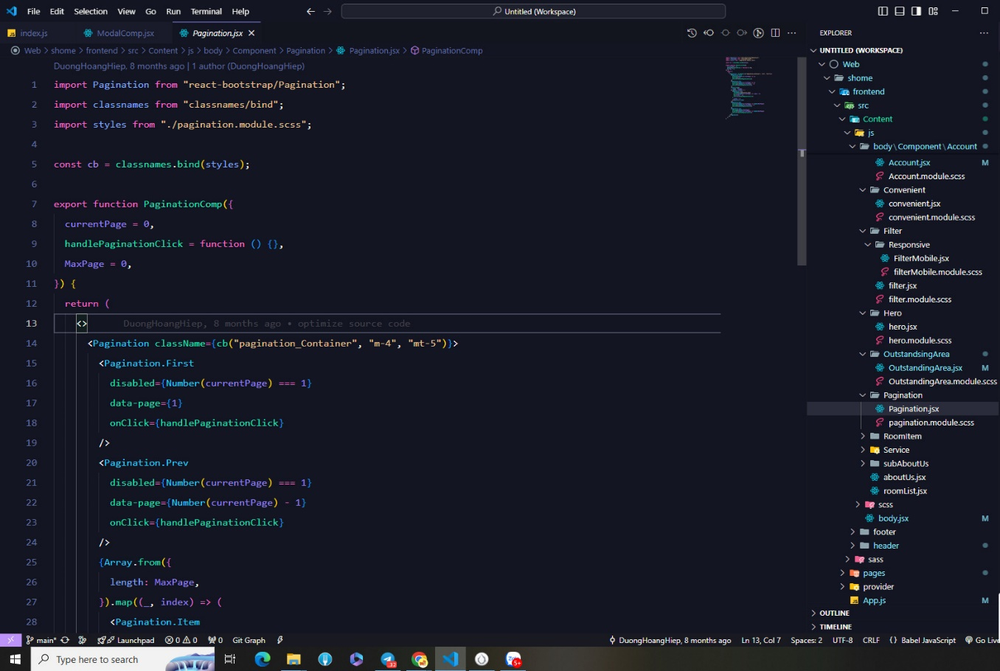 File Edit Selection View Go Run Terminal Help
Untitled (Workspace)
index.js
ModalComp.jsx
Pagination.jsx
Web > shome > frontend > src > Content > js > body > Component > Pagination > Pagination.jsx > PaginationComp
DuongHoangHiep, 8 months ago | 1 author (DuongHoangHiep)
1 import Pagination from "react-bootstrap/Pagination";
2 import classnames from "classnames/bind";
3 import styles from "./pagination.module.scss";
4
5 const cb = classnames.bind(styles);
6
7 export function PaginationComp({
8 currentPage = 0,
9 handlePaginationClick = function () {},
10 MaxPage = 0,
11 }) {
12 return (
13 <> DuongHoangHiep, 8 months ago • optimize source code
14 <Pagination className={cb("pagination_Container", "m-4", "mt-5")}>
15 <Pagination.First
16 disabled={Number(currentPage) === 1}
17 data-page={1}
18 onClick={handlePaginationClick}
19 />
20 <Pagination.Prev
21 disabled={Number(currentPage) === 1}
22 data-page={Number(currentPage) - 1}
23 onClick={handlePaginationClick}
24 />
25 {Array.from({
26 length: MaxPage,
27 }).map((_, index) => (
28 <Pagination.Item
EXPLORER
UNTITLED (WORKSPACE)
Web
shome
frontend
src
Content
js
body\Component\Account
Account.jsx M
Account.module.scss
Convenient
convenient.jsx
convenient.module.scss
Filter
Responsive
FilterMobile.jsx
filterMobile.module.scss
filter.jsx
filter.module.scss
Hero
hero.jsx
hero.module.scss
OutstandsingArea
OutstandingArea.jsx M
OutstandingArea.module.scss
Pagination
Pagination.jsx
pagination.module.scss
RoomItem
Service
subAboutUs
aboutUs.jsx
roomList.jsx
scss
body.jsx M
footer
header
sass
pages
provider
App.js M
OUTLINE
TIMELINE
main* Launchpad 0 0 0 Git Graph
DuongHoangHiep, 8 months ago Ln 13, Col 7 Spaces: 2 UTF-8 CRLF {} Babel JavaScript Go Live
Type here to search